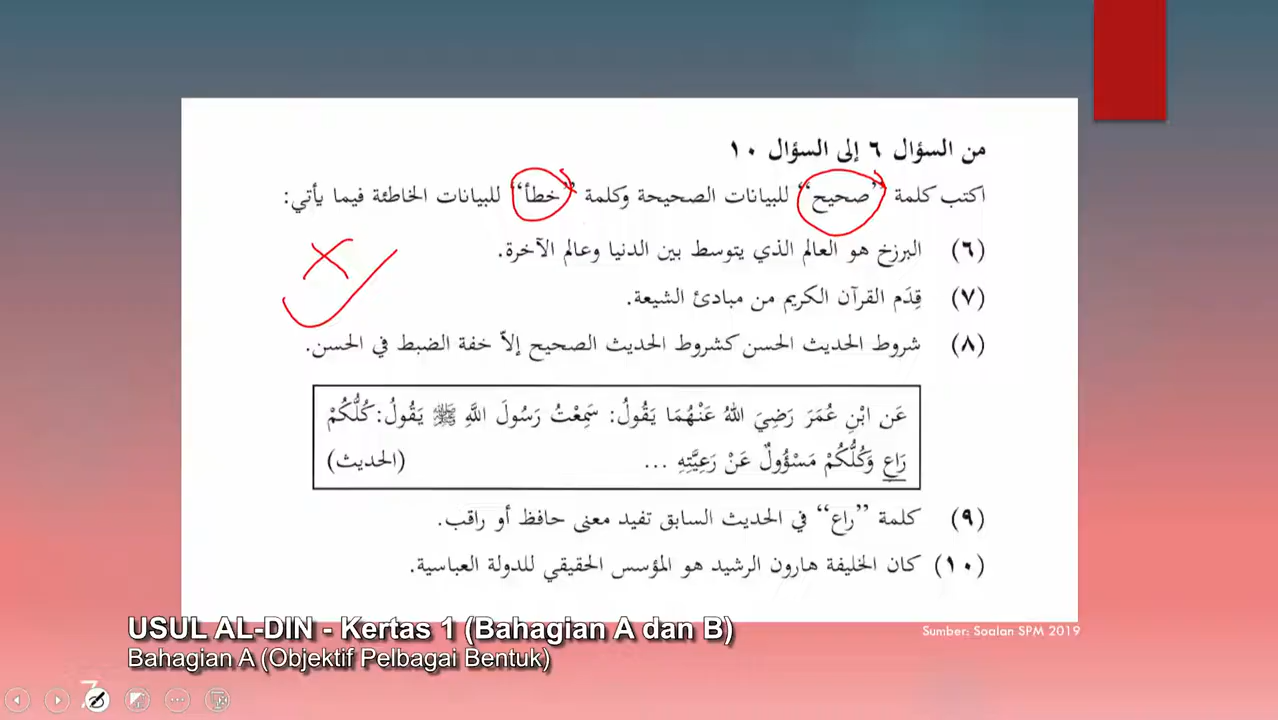 من السؤال ٦ إلى السؤال ١٠
اكتب كلمة ”صحيح“ للبيانات الصحيحة وكلمة ”خطأ“ للبيانات الخاطئة فيما يأتي:
(٦) البرزخ هو العالم الذي يتوسط بين الدنيا وعالم الآخرة.
(٧) قِدَم القرآن الكريم من مبادئ الشيعة.
(٨) شروط الحديث الحسن كشروط الحديث الصحيح إلاّ خفة الضبط في الحسن.
عَن ابْنِ عُمَرَ رَضِيَ اللهُ عَنْهُمَا يَقُولُ: سَمِعْتُ رَسُولَ اللَّهِ ﷺ يَقُولُ: كُلُّكُمْ
رَاعٍ وَكُلُّكُمْ مَسْؤُولٌ عَنْ رَعِيَّتِهِ ... (الحديث)
(٩) كلمة ”راع“ في الحديث السابق تفيد معنى حافظ أو راقب.
(١٠) كان الخليفة هارون الرشيد هو المؤسس الحقيقي للدولة العباسية.
USUL AL-DIN - Kertas 1 (Bahagian A dan B)
Sumber: Soalan SPM 2019
Bahagian A (Objektif Pelbagai Bentuk)
7